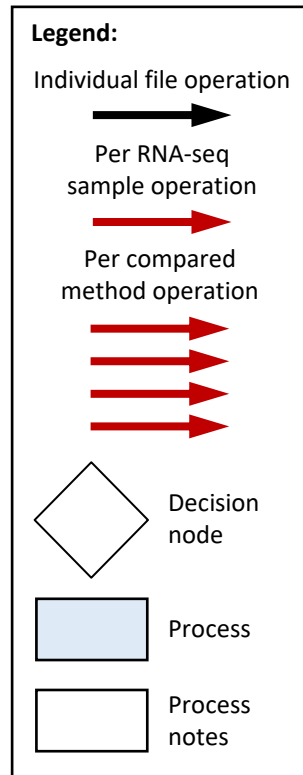 Legend:
Individual file operation
Per RNA-seq
sample operation
Per compared
method operation
Decision
node
Process
Process
notes